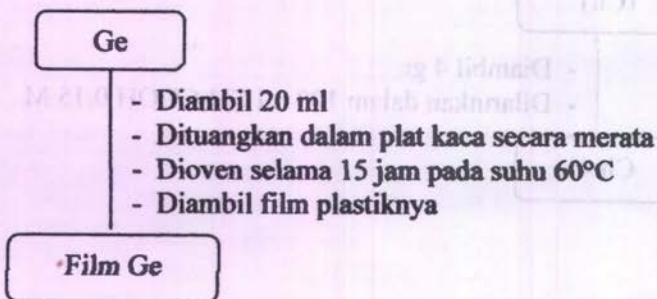 Ge
- Diambil 20 ml
- Dituangkan dalam plat kaca secara merata
- Dioven selama 15 jam pada suhu 60°C
- Diambil film plastiknya
Film Ge